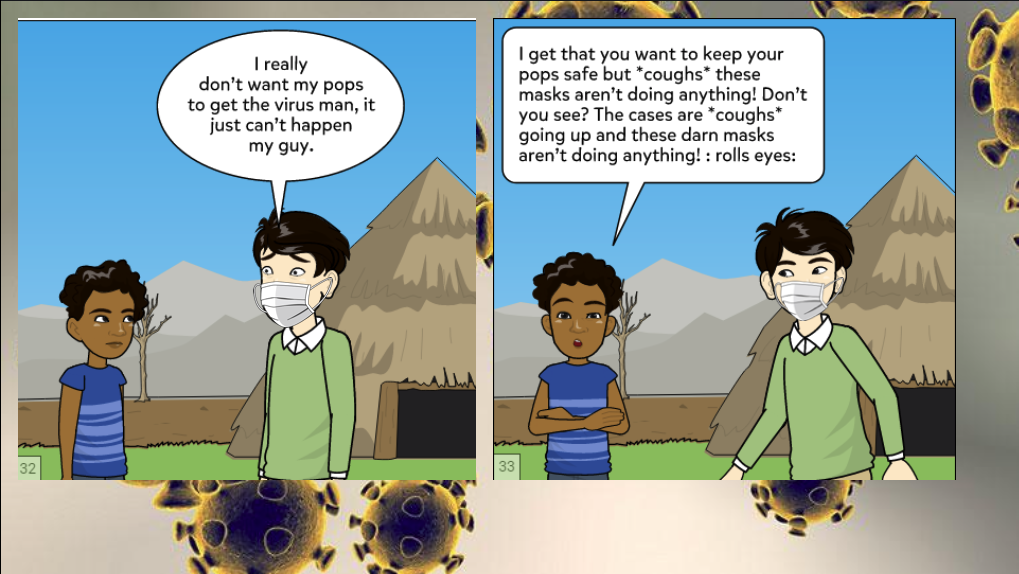 I really
don't want my pops
to get the virus man, it
just can't happen
my guy.
32
I get that you want to keep your
pops safe but *coughs* these
masks aren't doing anything! Don't
you see? The cases are *coughs*
going up and these darn masks
aren't doing anything! : rolls eyes:
33